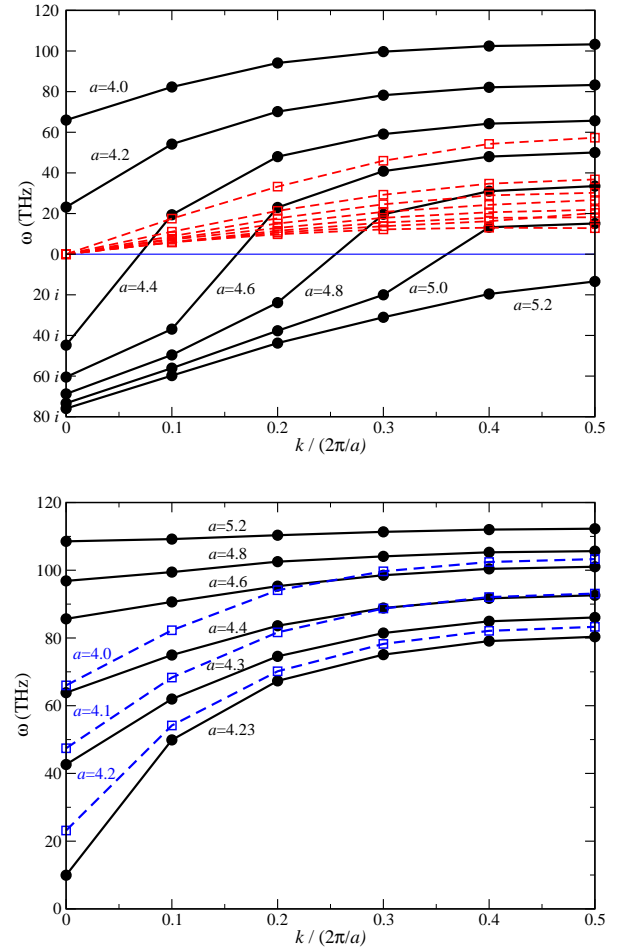 120
100
80
60
40
20
0
20 i
40 i
60 i
80 i
ω (THz)
a=4.0
a=4.2
a=4.4
a=4.6
a=4.8
a=5.0
a=5.2
0
0.1
0.2
0.3
0.4
0.5
k / (2π/a)
120
100
80
60
40
20
0
ω (THz)
a=5.2
a=4.8
a=4.6
a=4.4
a=4.3
a=4.23
a=4.0
a=4.1
a=4.2
0
0.1
0.2
0.3
0.4
0.5
k / (2π/a)